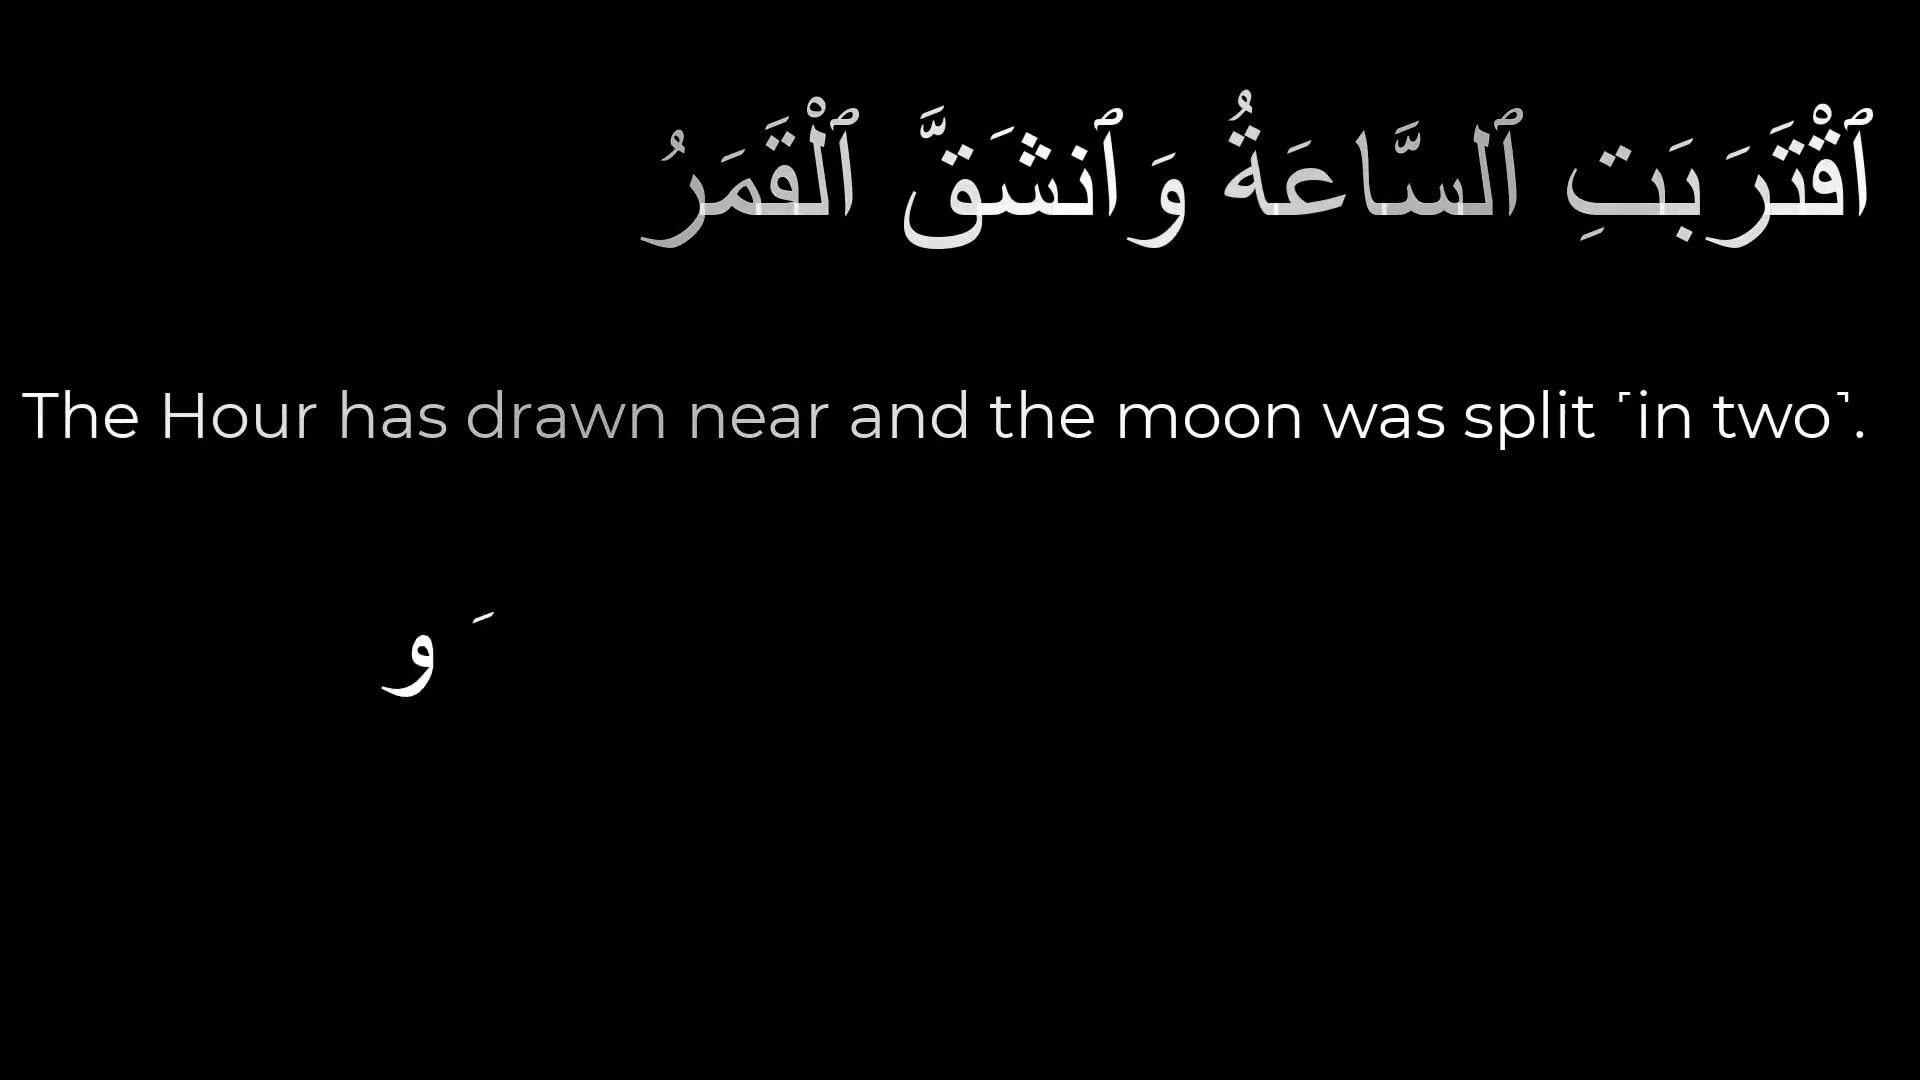 ٱقْتَرَبَتِ ٱلسَّاعَةُ وَٱنشَقَّ ٱلْقَمَرُ
The Hour has drawn near and the moon was split ˹in two˺.
وَ